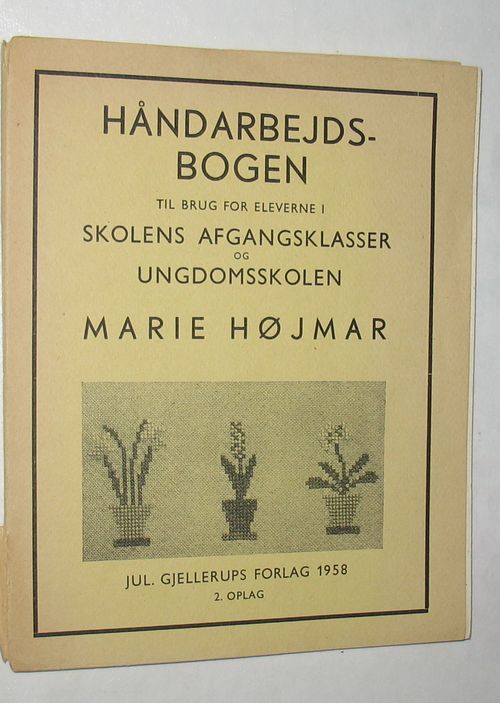 HÅNDARBEJDS-
BOGEN
TIL BRUG FOR ELEVERNE I
SKOLENS AFGANGSKLASSER
OG
UNGDOMSSKOLEN
MARIE HØJMAR
JUL. GJELLERUPS FORLAG 1958
2. OPLAG